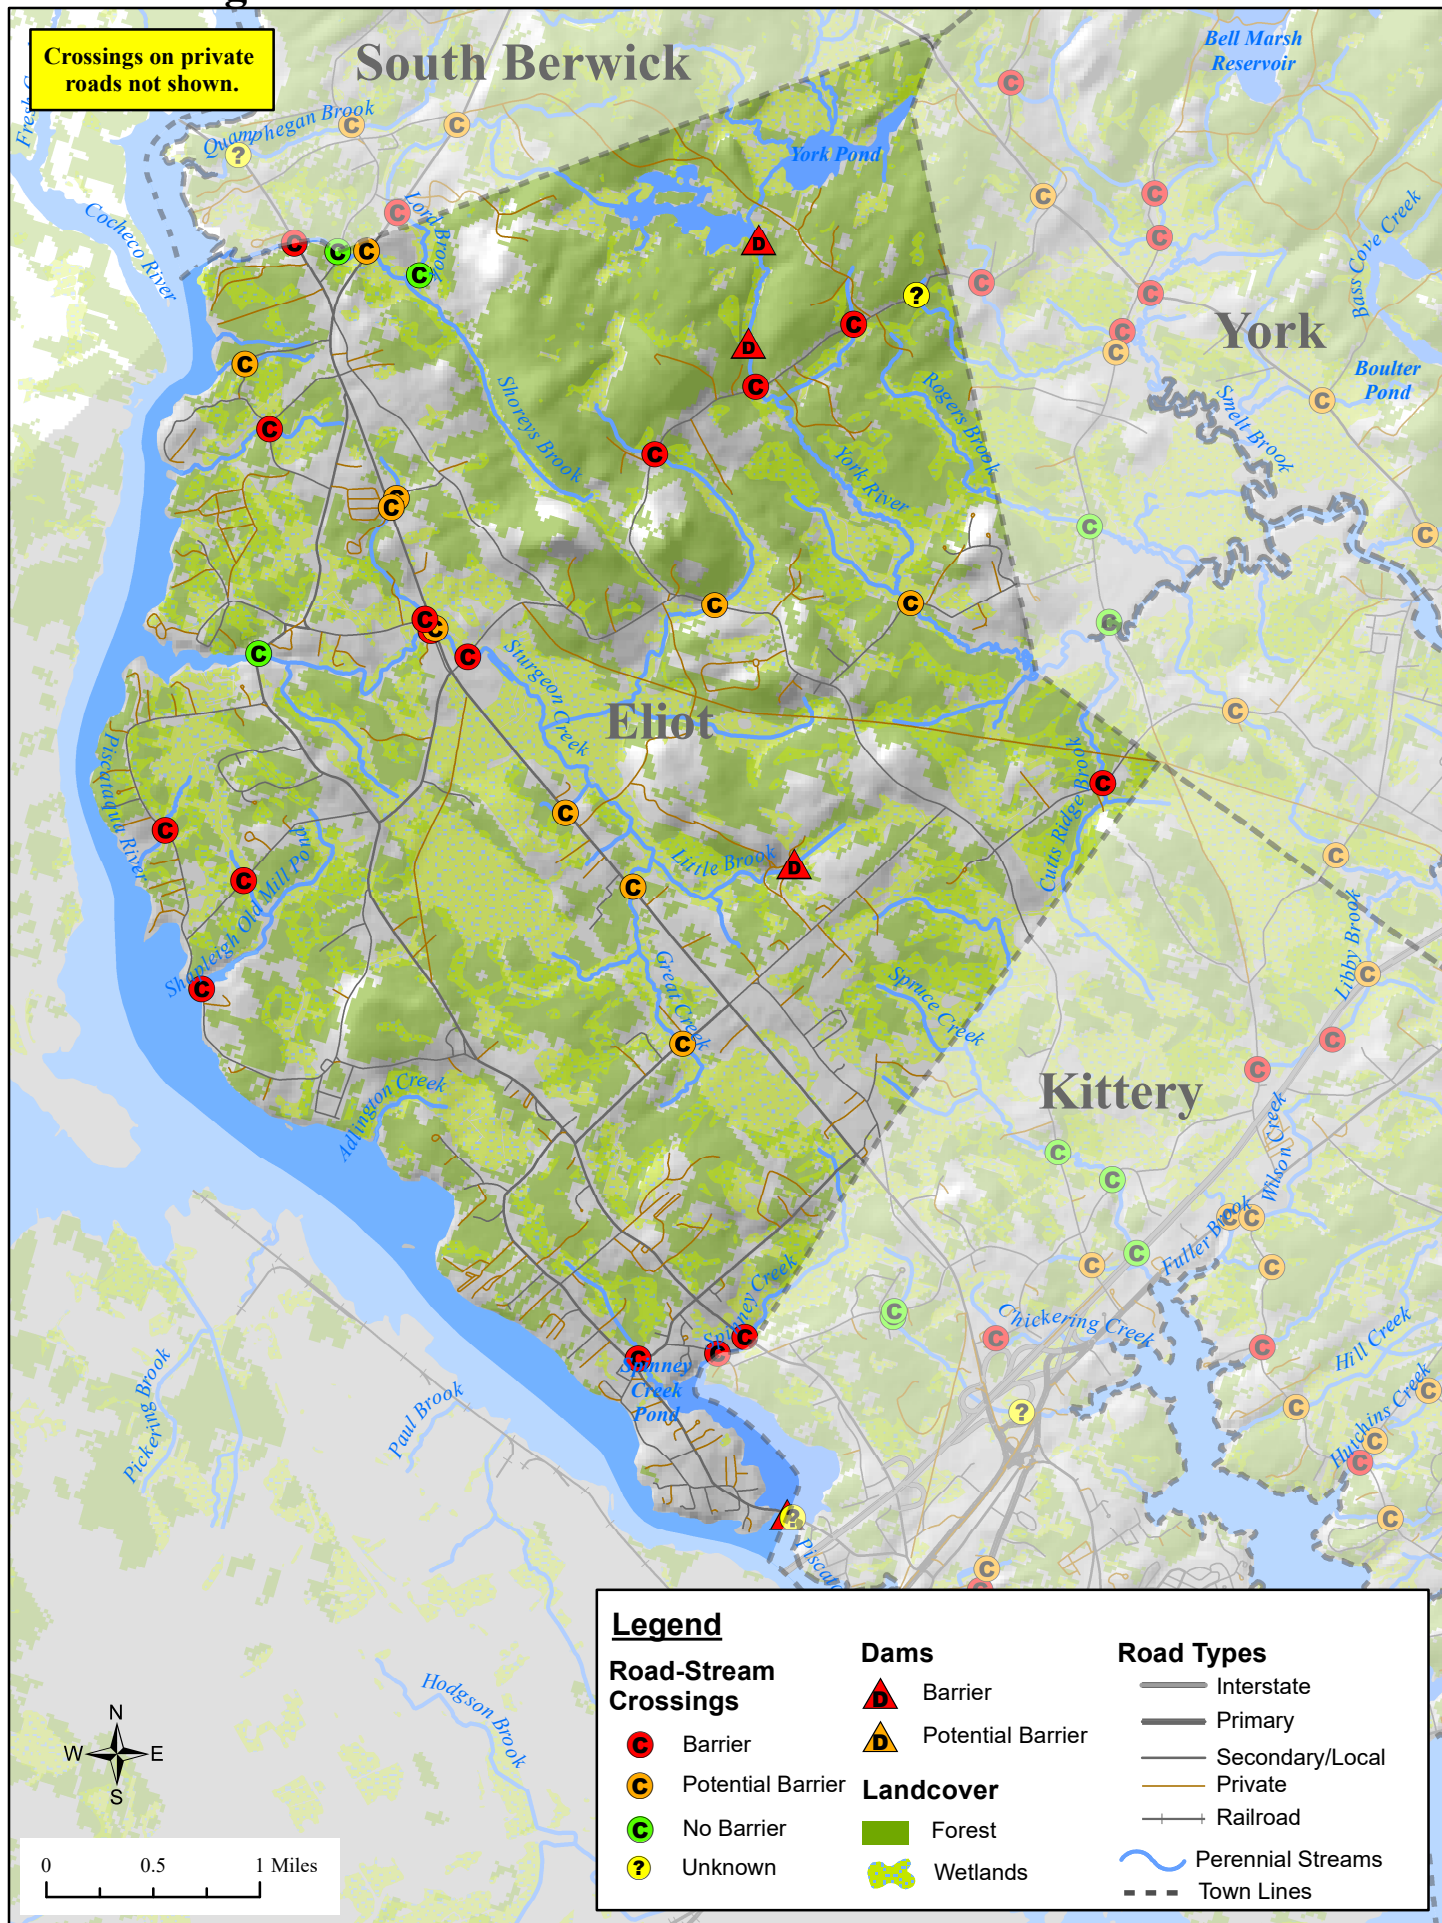 Crossings on private
roads not shown.
South Berwick
Bell Marsh
Reservoir
Quamphegan Brook
York Pond
Lord Brook
Cocheco River
Bass Cove Creek
York
Boulter
Pond
Smelt Brook
Rogers Brook
Shoreys Brook
York River
Sturgeon Creek
Eliot
Piscataqua River
Cutts Ridge Brook
Little Brook
Shapleigh Old Mill Pond
Libby Brook
Great Creek
Spruce Creek
Kittery
Adlington Creek
Wilson Creek
Fuller Brook
Spinney Creek
Chickering Creek
Hill Creek
Hutchins Creek
Pickering Brook
Paul Brook
Spinney
Creek
Pond
Hodgson Brook
Legend
Road-Stream
Crossings
C Barrier
C Potential Barrier
C No Barrier
? Unknown
Dams
D Barrier
D Potential Barrier
Landcover
Forest
Wetlands
Road Types
Interstate
Primary
Secondary/Local
Private
Railroad
Perennial Streams
Town Lines
N
W E
S
0 0.5 1 Miles